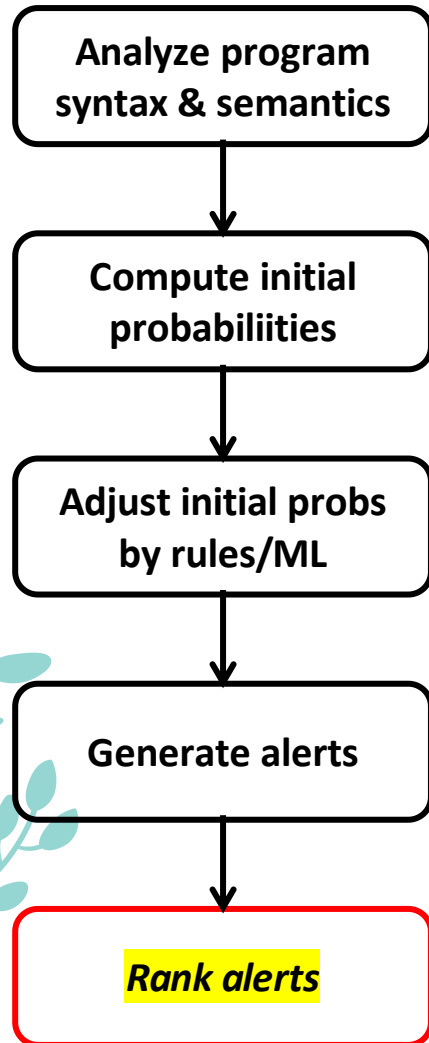 Analyze program
syntax & semantics
Compute initial
probabiliities
Adjust initial probs
by rules/ML
Generate alerts
Rank alerts